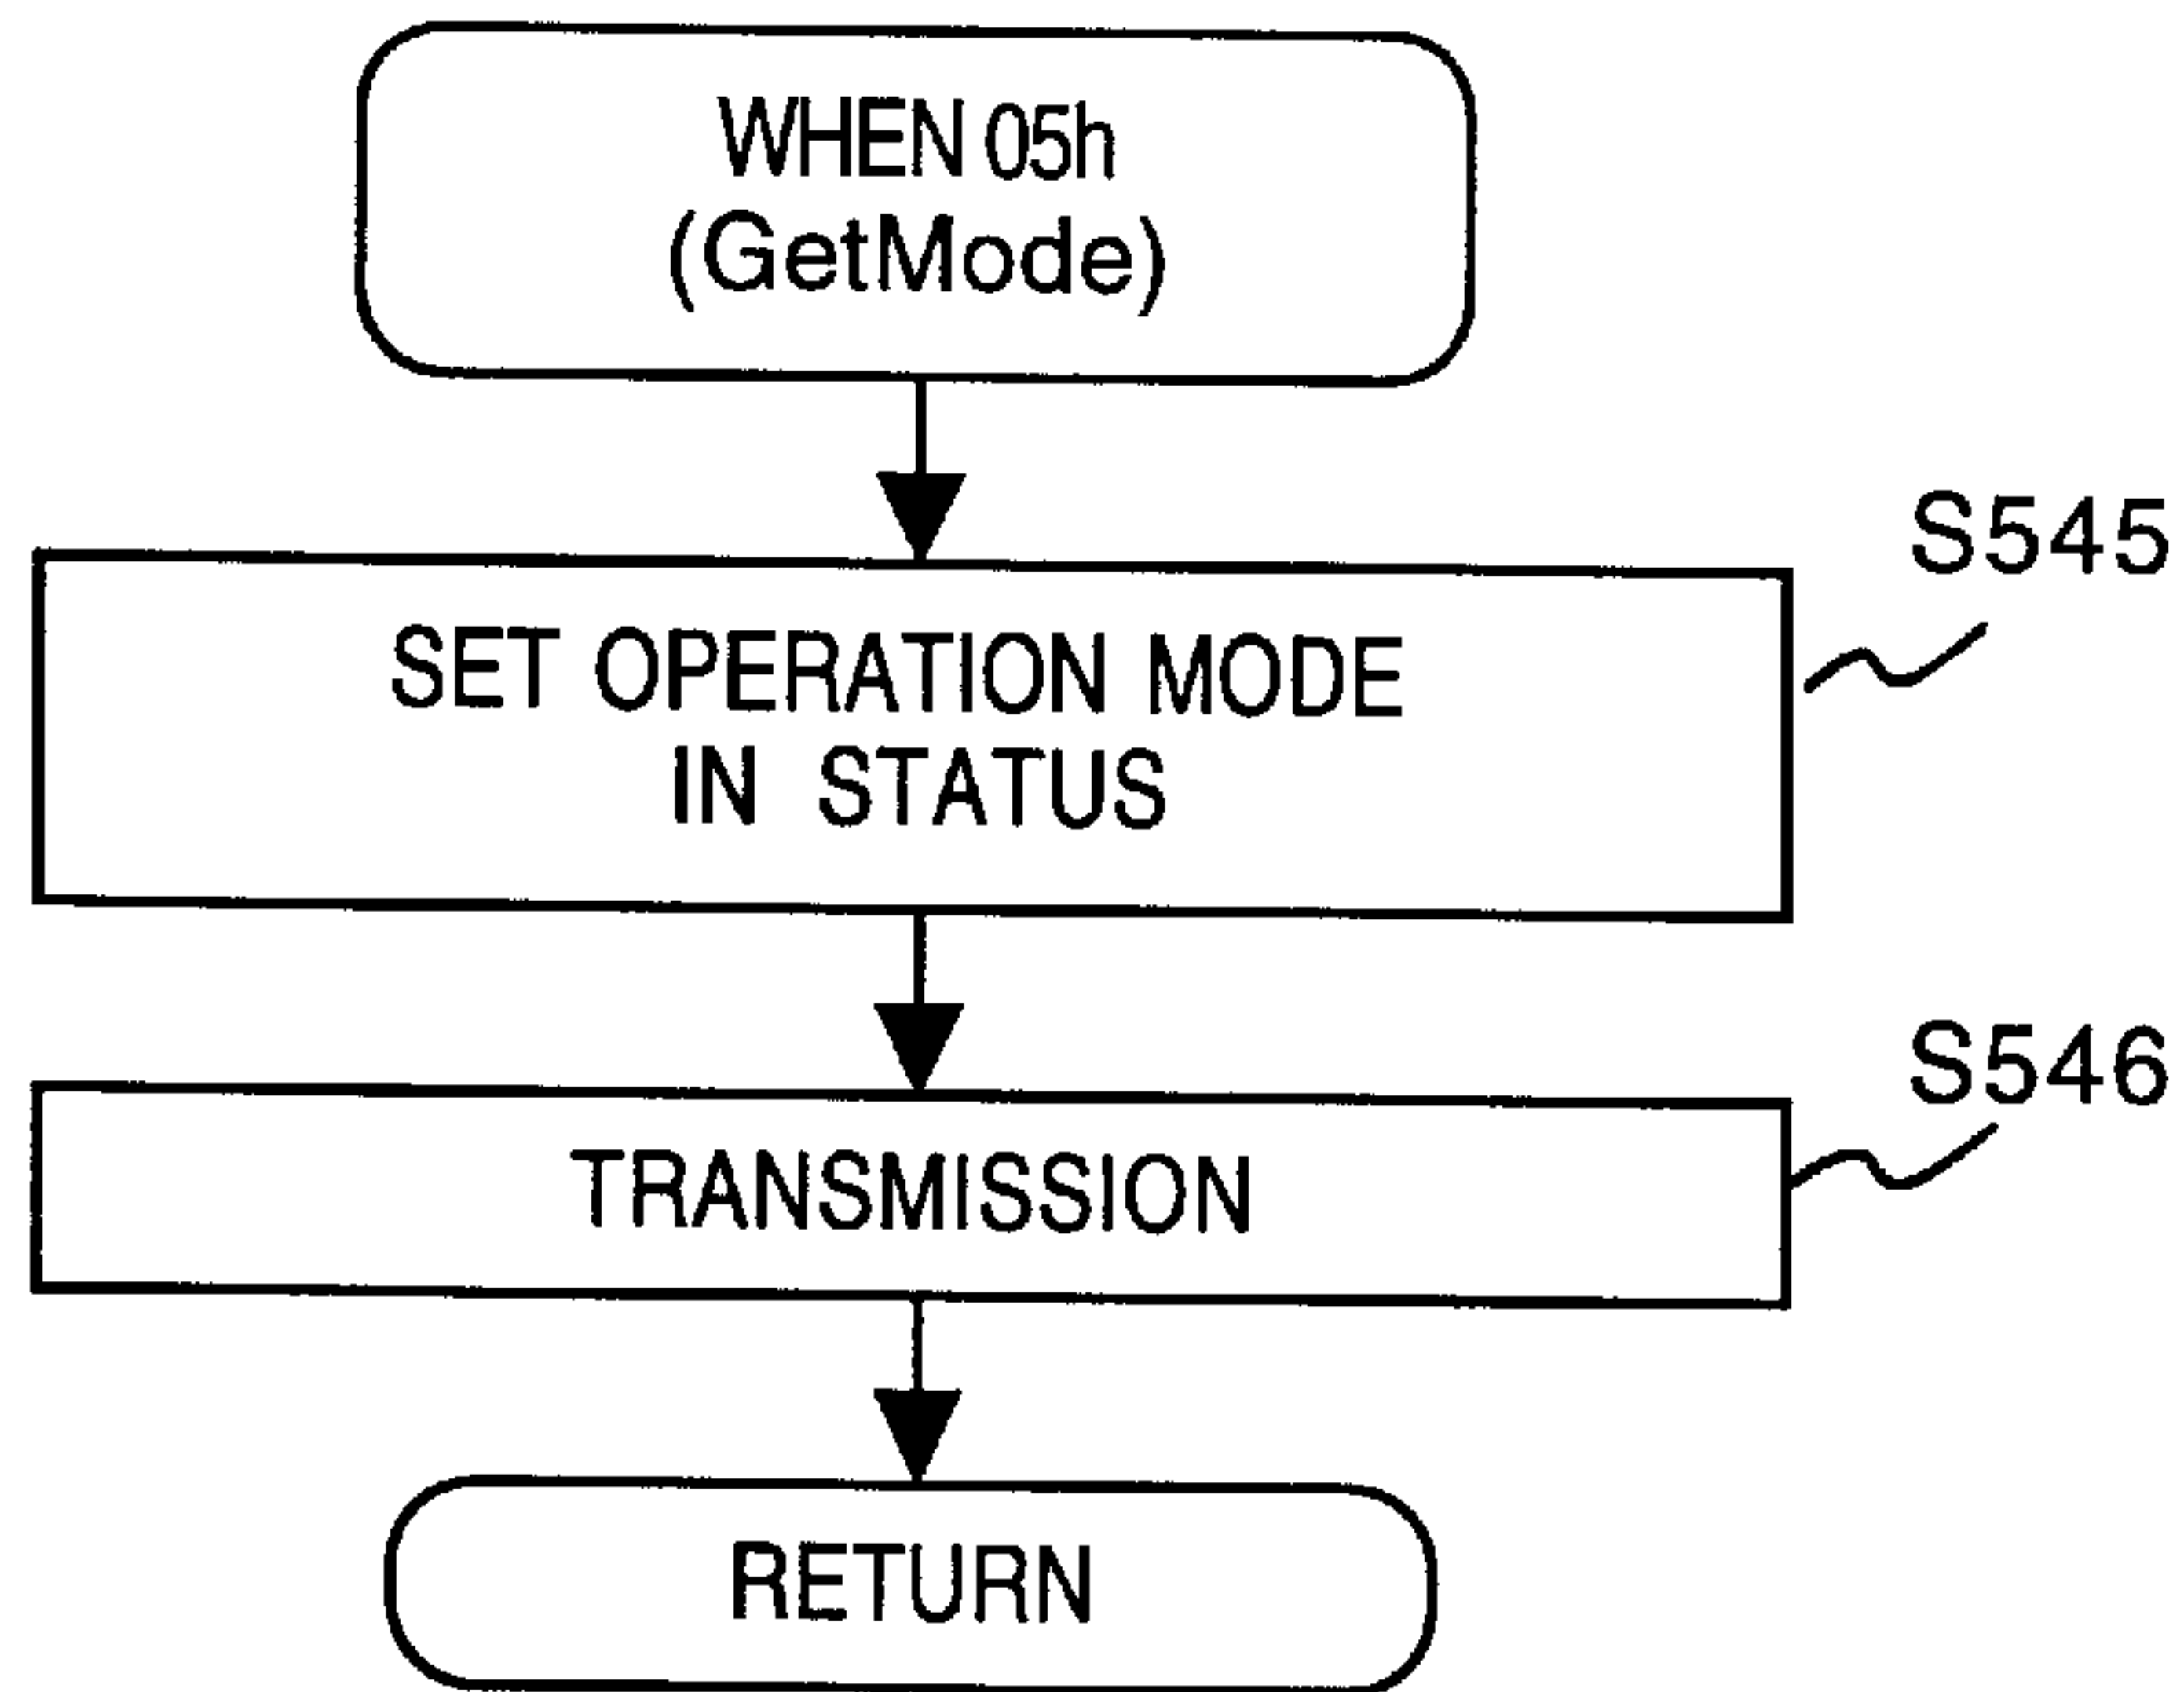 WHEN 05h
(GetMode)
S545
SET OPERATION MODE
IN STATUS
S546
TRANSMISSION
RETURN